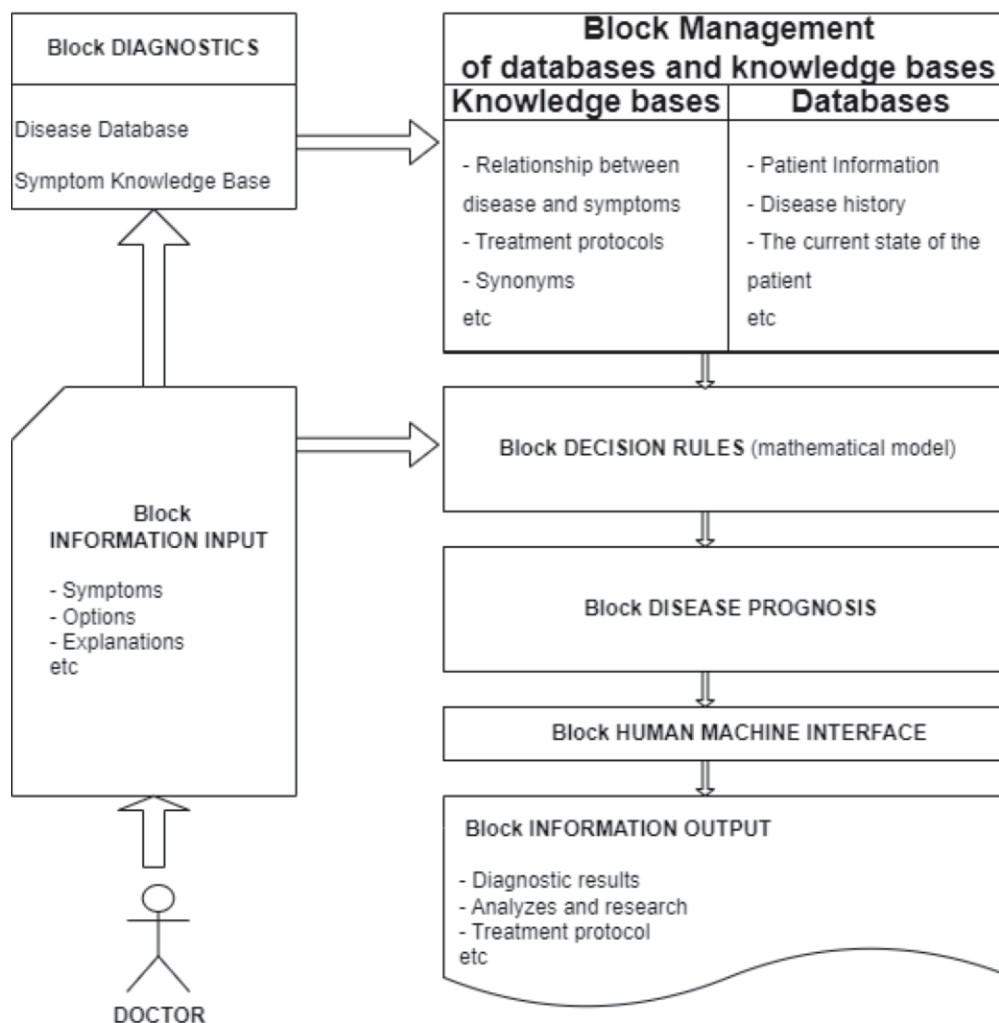 Block DIAGNOSTICS
Disease Database
Symptom Knowledge Base
Block Management
of databases and knowledge bases
Knowledge bases
- Relationship between
disease and symptoms
- Treatment protocols
- Synonyms
etc
Databases
- Patient Information
- Disease history
- The current state of the
patient
etc
Block DECISION RULES (mathematical model)
Block
INFORMATION INPUT
- Symptoms
- Options
- Explanations
etc
Block DISEASE PROGNOSIS
Block HUMAN MACHINE INTERFACE
Block INFORMATION OUTPUT
- Diagnostic results
- Analyzes and research
- Treatment protocol
etc
DOCTOR